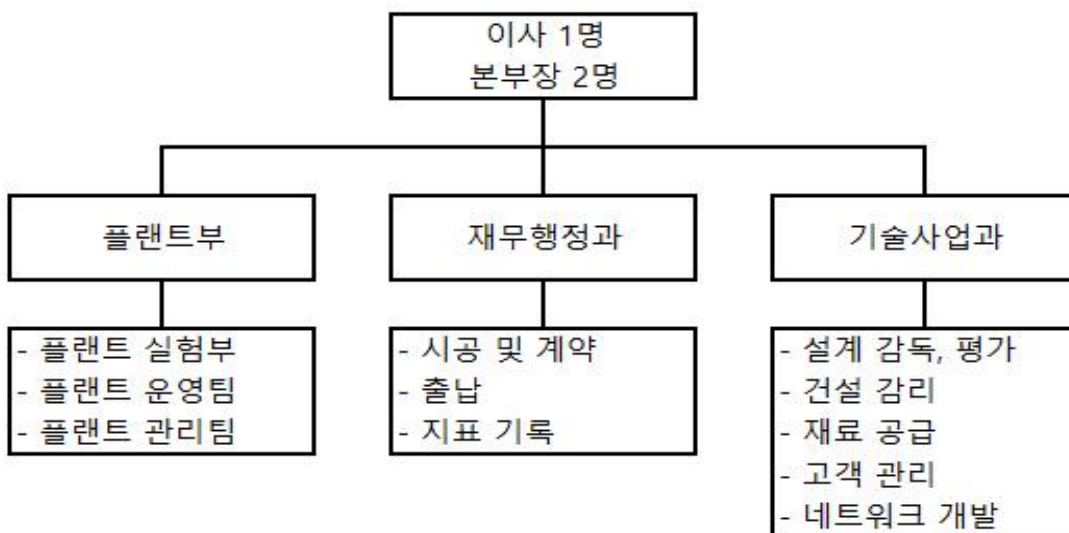 이사 1명
본부장 2명
플랜트부
재무행정과
기술사업과
- 플랜트 실험부
- 플랜트 운영팀
- 플랜트 관리팀
- 시공 및 계약
- 출납
- 지표 기록
- 설계 감독, 평가
- 건설 감리
- 재료 공급
- 고객 관리
- 네트워크 개발